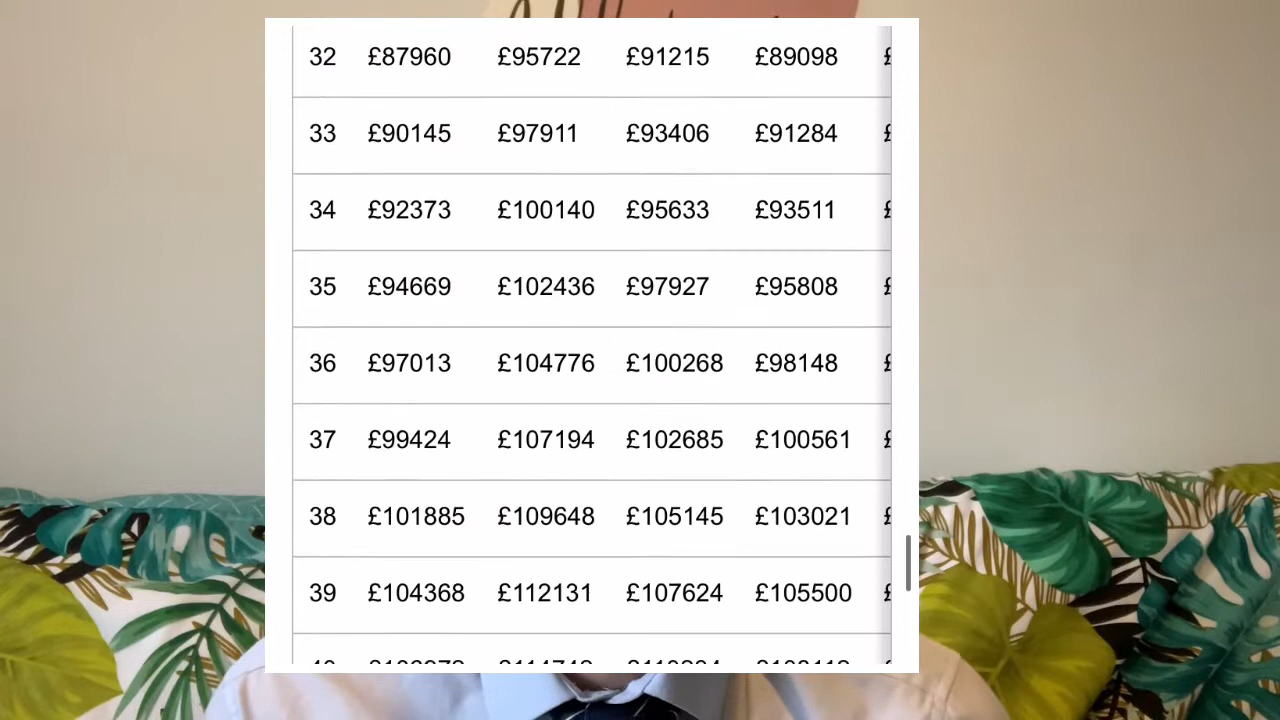 32 £87960 £95722 £91215 £89098 £
33 £90145 £97911 £93406 £91284 £
34 £92373 £100140 £95633 £93511 £
35 £94669 £102436 £97927 £95808 £
36 £97013 £104776 £100268 £98148 £
37 £99424 £107194 £102685 £100561 £
38 £101885 £109648 £105145 £103021 £
39 £104368 £112131 £107624 £105500 £